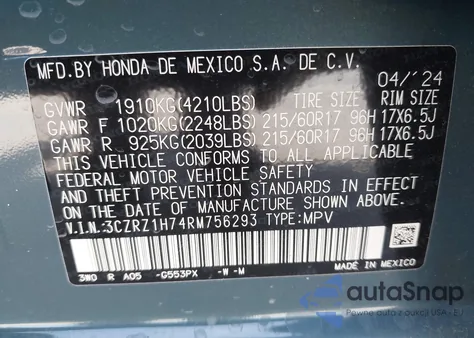 MFD.BY HONDA DE MEXICO S.A. DE C.V.
04/'24
GVWR 1910KG(4210LBS) TIRE SIZE RIM SIZE
GAWR F 1020KG(2248LBS) 215/60R17 96H 17X6.5J
GAWR R 925KG(2039LBS) 215/60R17 96H 17X6.5J
THIS VEHICLE CONFORMS TO ALL APPLICABLE
FEDERAL MOTOR VEHICLE SAFETY
AND THEFT PREVENTION STANDARDS IN EFFECT
ON THE DATE OF MANUFACTURE SHOWN ABOVE.
V.I.N.:3CZRZ1H74RM756293 TYPE:MPV
3W0 R A05 -G553PX -W-M
MADE IN MEXICO
autoSnap